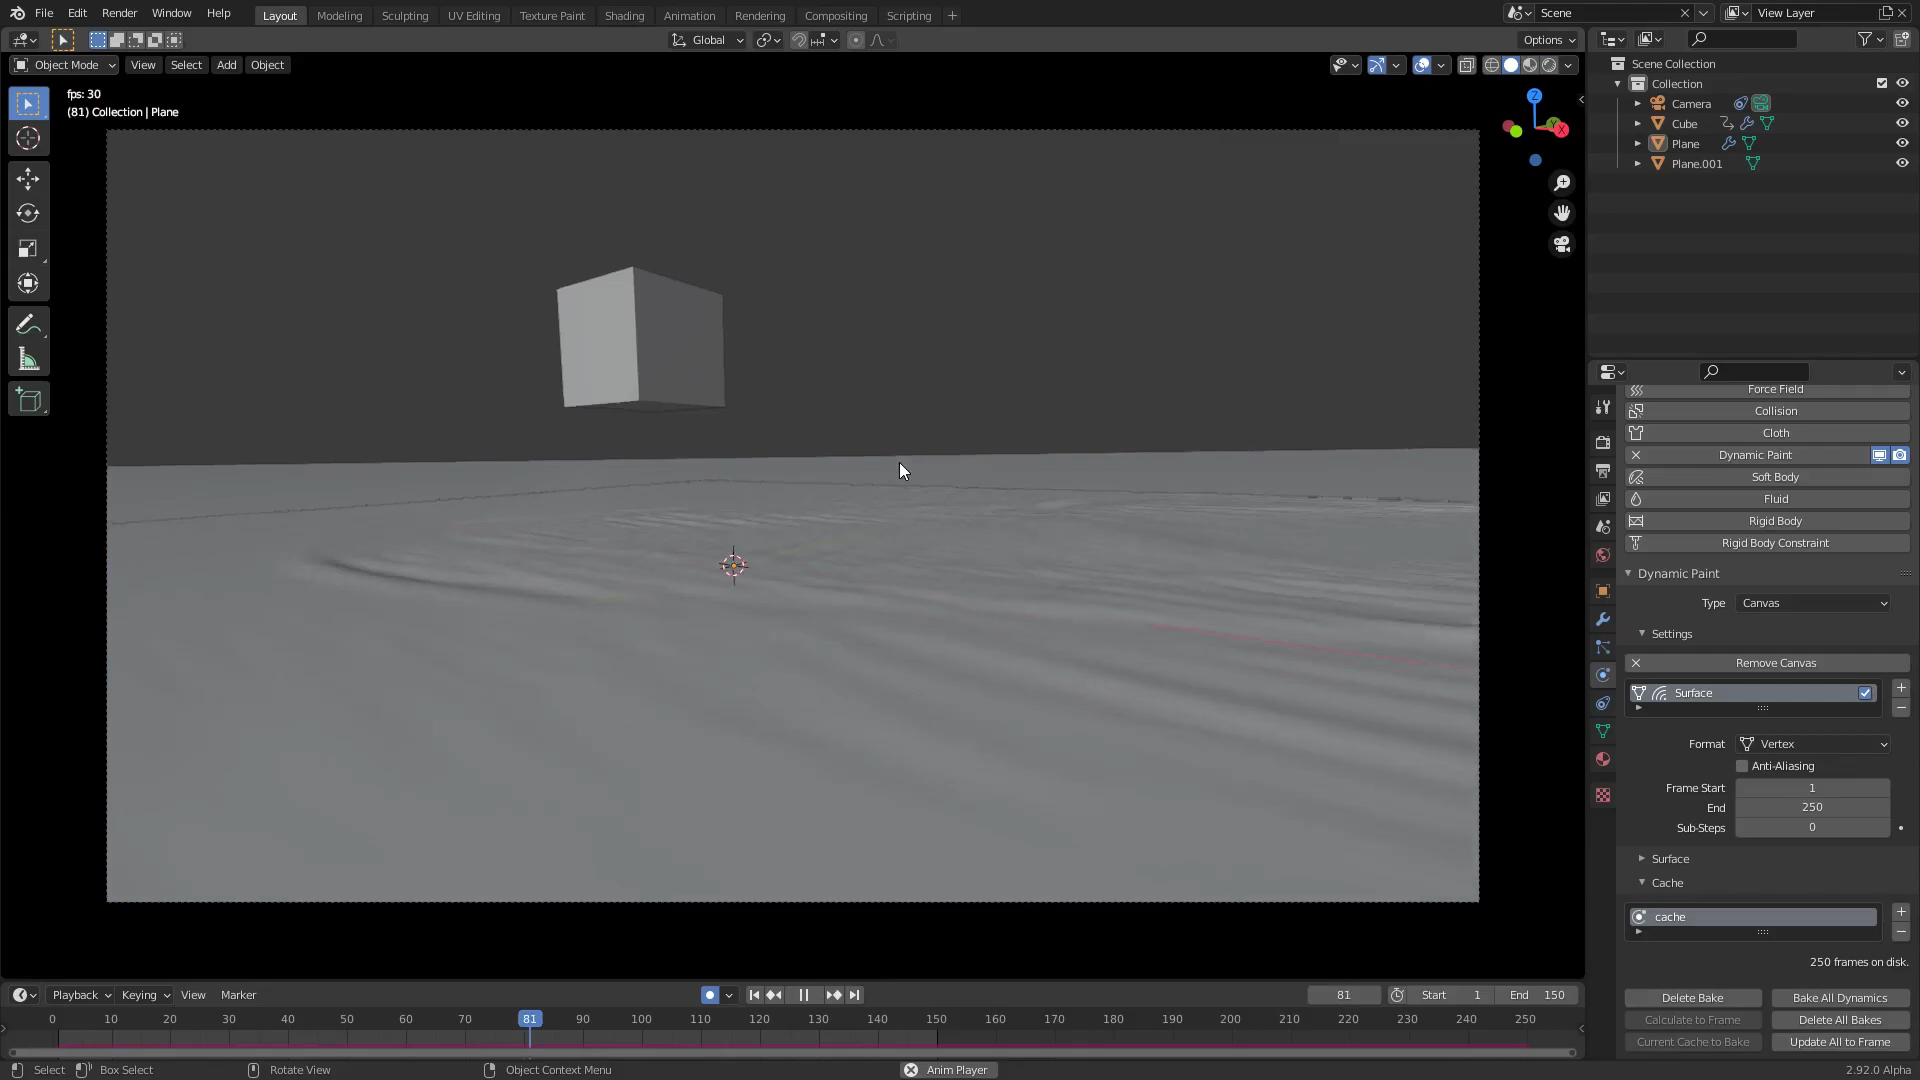 File Edit Render Window Help Layout Modeling Sculpting UV Editing Texture Paint Shading Animation Rendering Compositing Scripting + Scene View Layer
Global Options
Object Mode View Select Add Object
fps: 30
(81) Collection | Plane
Z
Y
X
Scene Collection
Collection
Camera
Cube
Plane
Plane.001
Force Field
Collision
Cloth
Dynamic Paint
Soft Body
Fluid
Rigid Body
Rigid Body Constraint
Dynamic Paint
Type Canvas
Settings
Remove Canvas
Surface
Format Vertex
Anti-Aliasing
Frame Start 1
End 250
Sub-Steps 0
Surface
Cache
cache
250 frames on disk.
Delete Bake Bake All Dynamics
Calculate to Frame Delete All Bakes
Current Cache to Bake Update All to Frame
Playback Keying View Marker 81 Start 1 End 150
0 10 20 30 40 50 60 70 81 90 100 110 120 130 140 150 160 170 180 190 200 210 220 230 240 250
Select Box Select Rotate View Object Context Menu Anim Player 2.92.0 Alpha